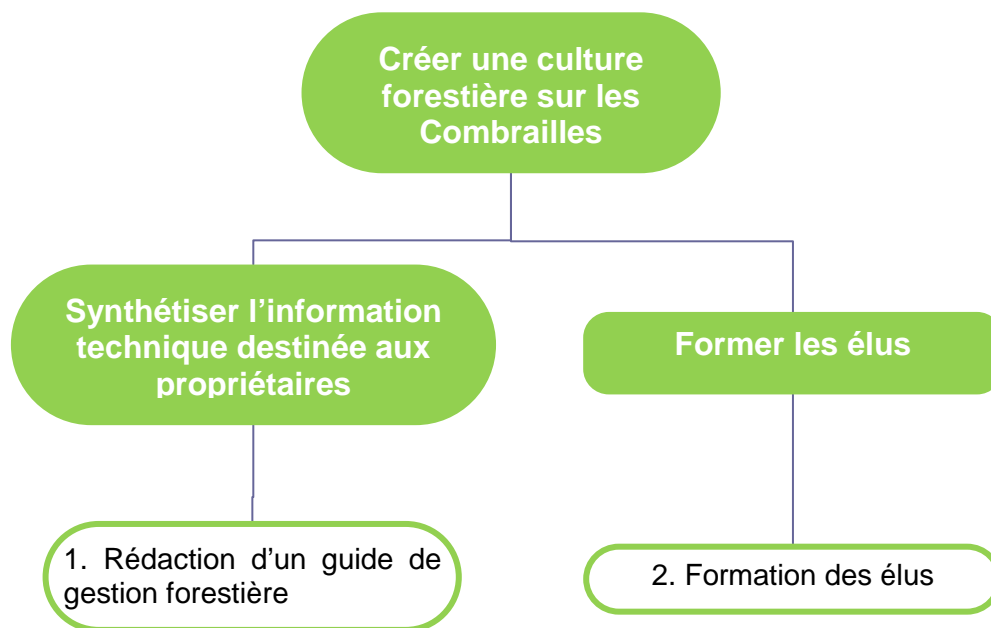 Créer une culture
forestière sur les
Combrailles
Synthétiser l’information
technique destinée aux
propriétaires
Former les élus
1. Rédaction d’un guide de
gestion forestière
2. Formation des élus